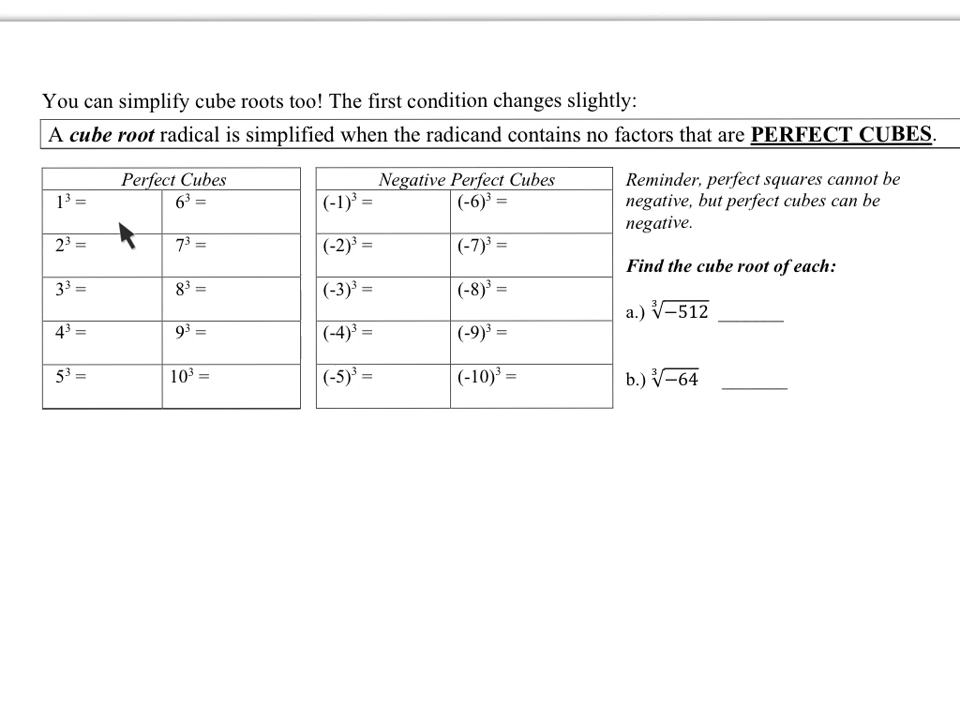 You can simplify cube roots too! The first condition changes slightly:
A cube root radical is simplified when the radicand contains no factors that are PERFECT CUBES.
Perfect Cubes
1³ = 6³ =
2³ = 7³ =
3³ = 8³ =
4³ = 9³ =
5³ = 10³ =
Negative Perfect Cubes
(-1)³ = (-6)³ =
(-2)³ = (-7)³ =
(-3)³ = (-8)³ =
(-4)³ = (-9)³ =
(-5)³ = (-10)³ =
Reminder, perfect squares cannot be
negative, but perfect cubes can be
negative.
Find the cube root of each:
a.) ∛−512 _______
b.) ∛−64 _______